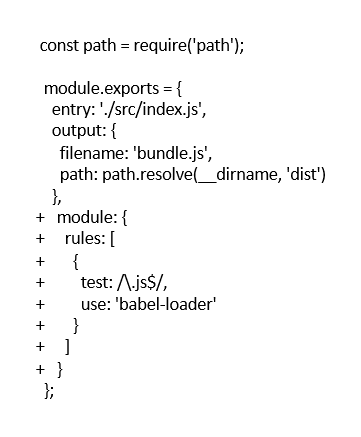 const path = require('path');

module.exports = {
entry: './src/index.js',
output: {
filename: 'bundle.js',
path: path.resolve(__dirname, 'dist')
},
+ module: {
+ rules: [
+ {
+ test: /\.js$/,
+ use: 'babel-loader'
+ }
+ ]
+ }
};